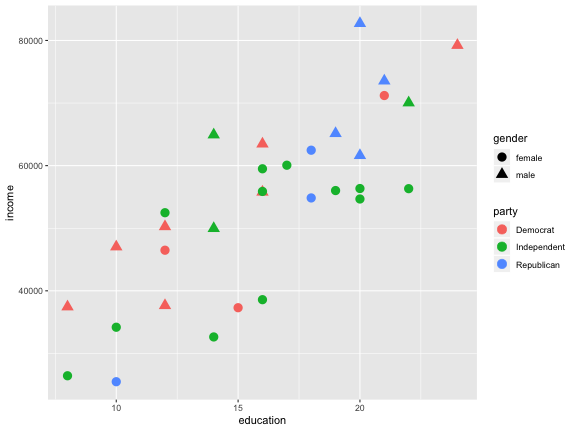 80000
60000
40000
income
10
15
20
education
gender
female
male
party
Democrat
Independent
Republican